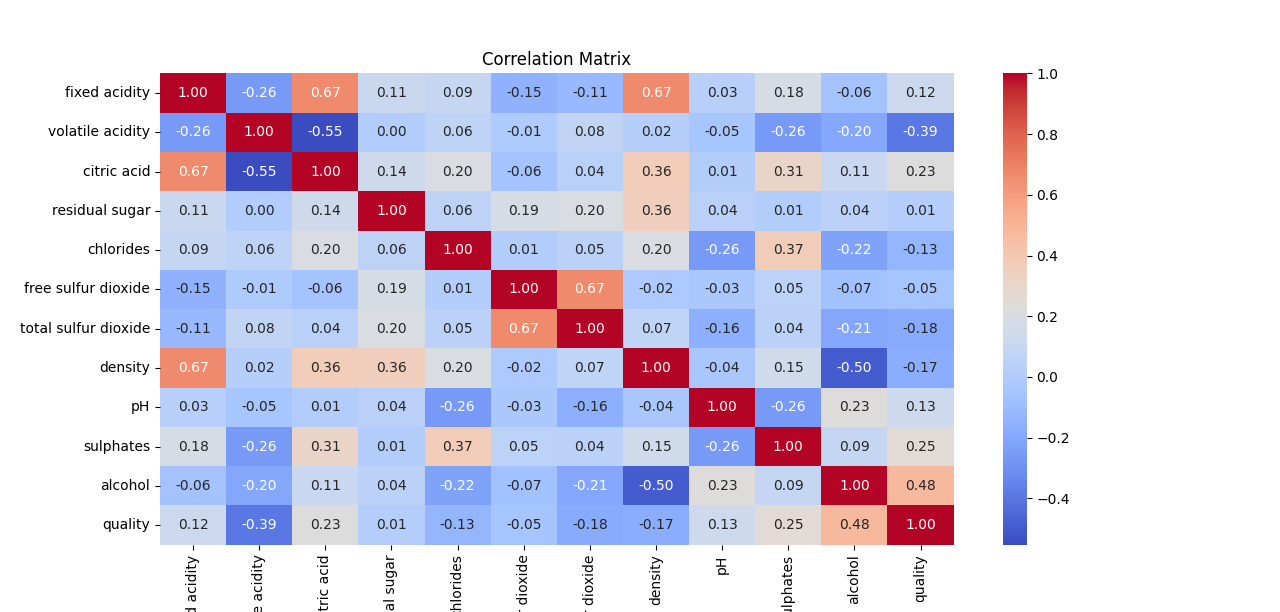 Correlation Matrix
fixed acidity 1.00 -0.26 0.67 0.11 0.09 -0.15 -0.11 0.67 0.03 0.18 -0.06 0.12
volatile acidity -0.26 1.00 -0.55 0.00 0.06 -0.01 0.08 0.02 -0.05 -0.26 -0.20 -0.39
citric acid 0.67 -0.55 1.00 0.14 0.20 -0.06 0.04 0.36 0.01 0.31 0.11 0.23
residual sugar 0.11 0.00 0.14 1.00 0.06 0.19 0.20 0.36 0.04 0.01 0.04 0.01
chlorides 0.09 0.06 0.20 0.06 1.00 0.01 0.05 0.20 -0.26 0.37 -0.22 -0.13
free sulfur dioxide -0.15 -0.01 -0.06 0.19 0.01 1.00 0.67 -0.02 -0.03 0.05 -0.07 -0.05
total sulfur dioxide -0.11 0.08 0.04 0.20 0.05 0.67 1.00 0.07 -0.16 0.04 -0.21 -0.18
density 0.67 0.02 0.36 0.36 0.20 -0.02 0.07 1.00 -0.04 0.15 -0.50 -0.17
pH 0.03 -0.05 0.01 0.04 -0.26 -0.03 -0.16 -0.04 1.00 -0.26 0.23 0.13
sulphates 0.18 -0.26 0.31 0.01 0.37 0.05 0.04 0.15 -0.26 1.00 0.09 0.25
alcohol -0.06 -0.20 0.11 0.04 -0.22 -0.07 -0.21 -0.50 0.23 0.09 1.00 0.48
quality 0.12 -0.39 0.23 0.01 -0.13 -0.05 -0.18 -0.17 0.13 0.25 0.48 1.00
d acidity
e acidity
tric acid
al sugar
hlorides
r dioxide
r dioxide
density
pH
ulphates
alcohol
quality
1.0
0.8
0.6
0.4
0.2
0.0
−0.2
−0.4